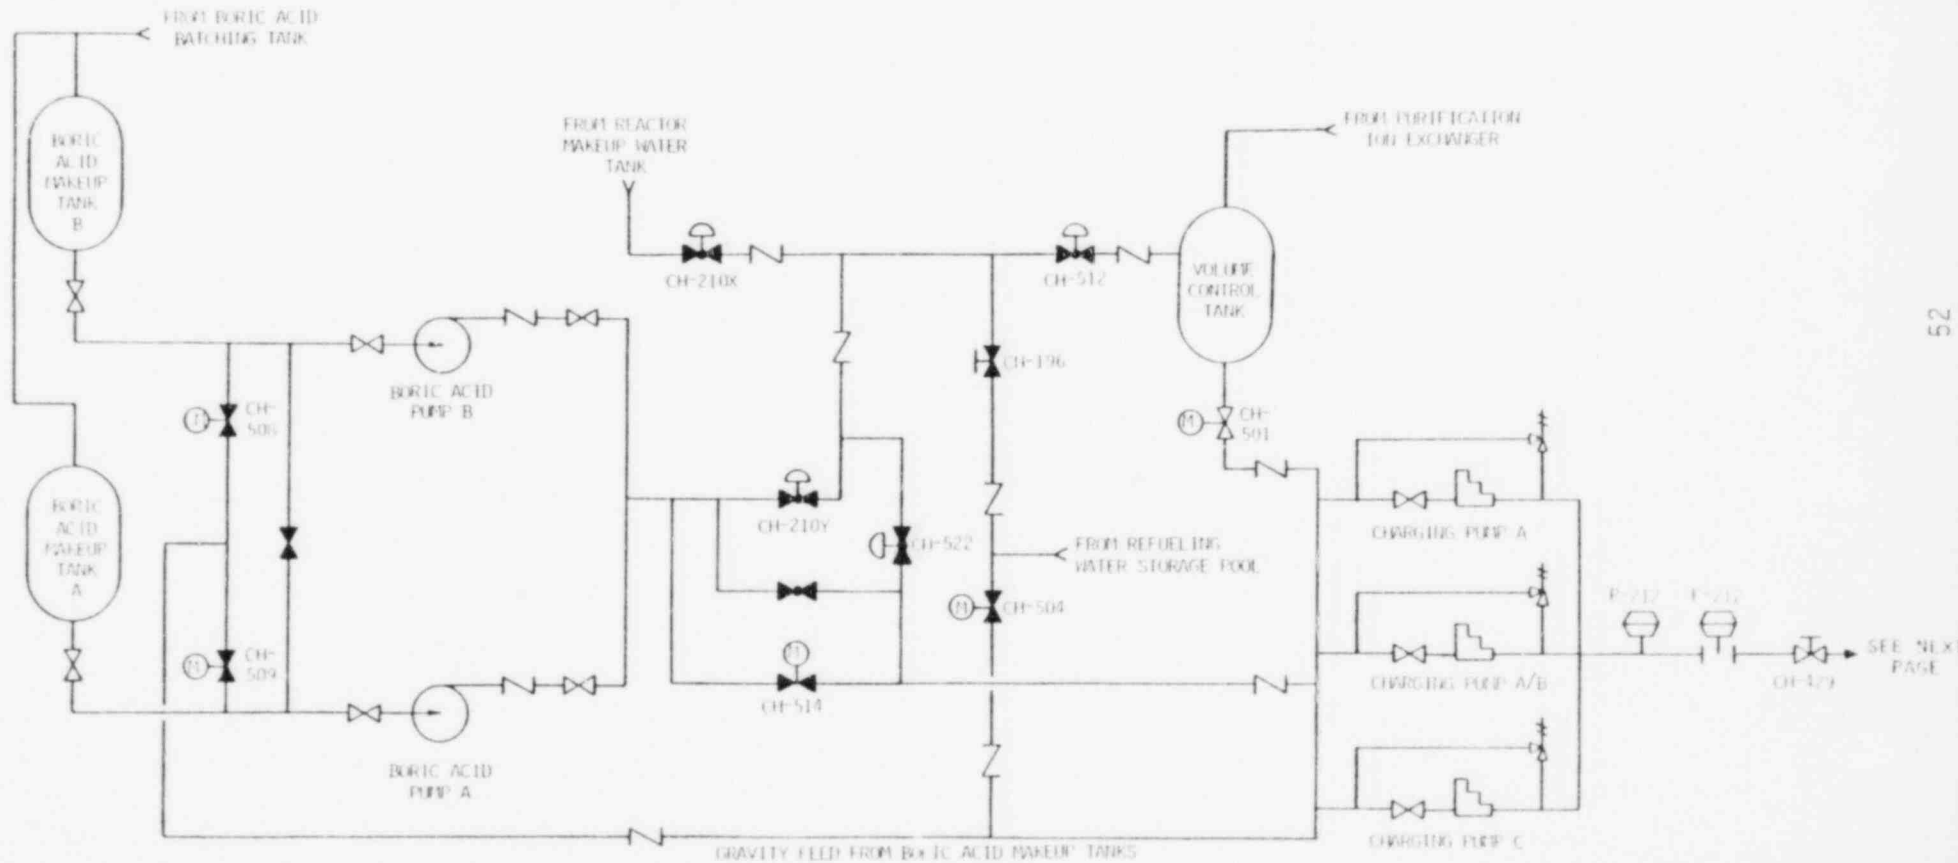 FROM BORIC ACID
BATCHING TANK
BORIC
ACID
MAKEUP
TANK
B
FROM REACTOR
MAKEUP WATER
TANK
FROM PURIFICATION
ION EXCHANGER
CH-210X
CH-512
VOLUME
CONTROL
TANK
52
CH-196
BORIC ACID
PUMP B
CH-
508
M
CH-
501
BORIC
ACID
MAKEUP
TANK
A
CH-210Y
CH-522
FROM REFUELING
WATER STORAGE POOL
CHARGING PUMP A
M
CH-504
M
CH-
509
M
CH-514
CHARGING PUMP A/B
P-212
F-212
CH-429
SEE NEXT
PAGE
BORIC ACID
PUMP A
CHARGING PUMP C
GRAVITY FEED FROM BORIC ACID MAKEUP TANKS